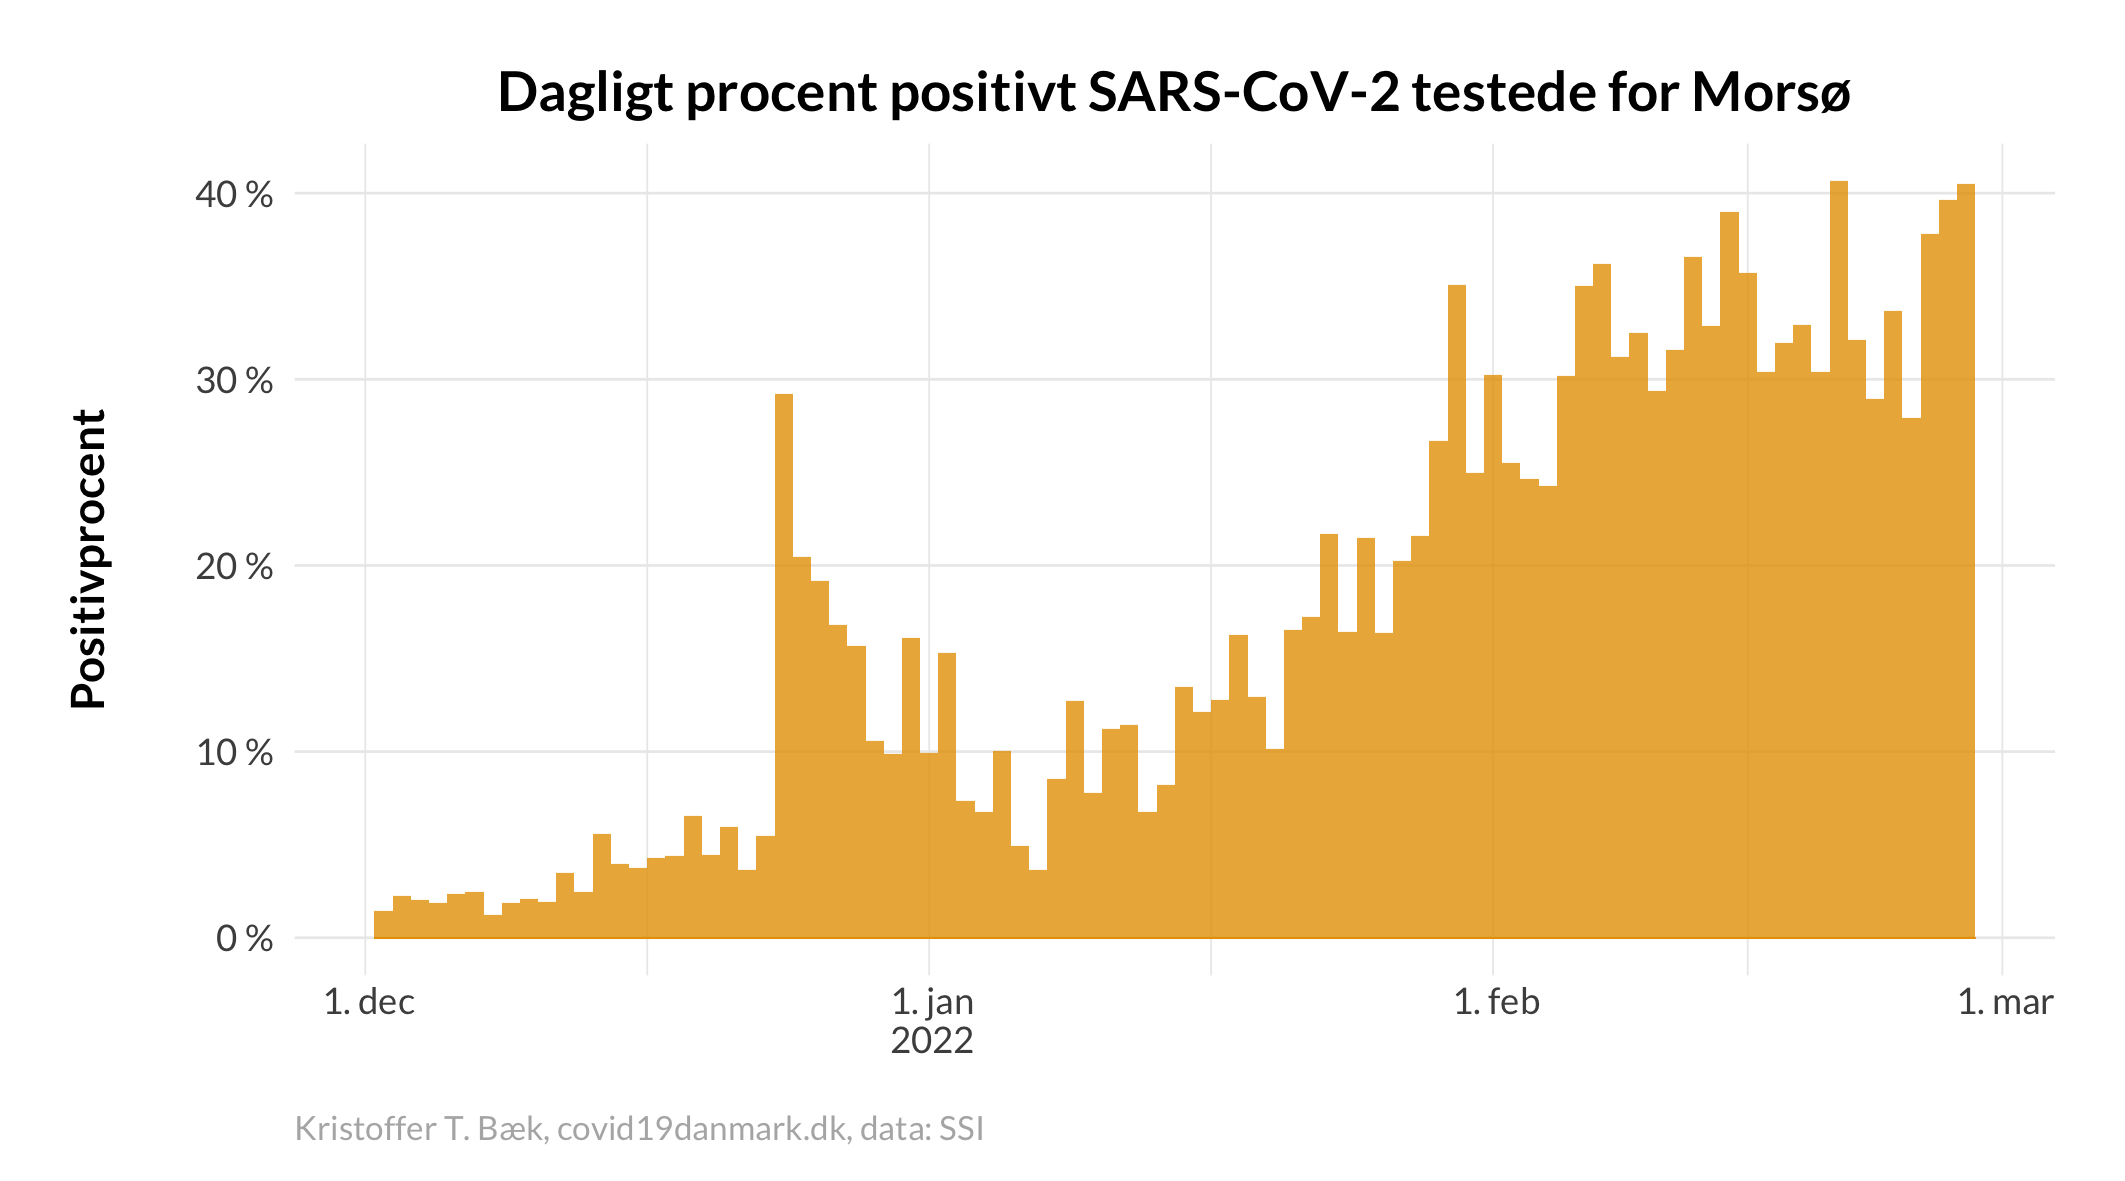 Dagligt procent positivt SARS-CoV-2 testede for Morsø
Positivprocent
40 %
30 %
20 %
10 %
0 %
1. dec
1. jan
2022
1. feb
1. mar
Kristoffer T. Bæk, covid19danmark.dk, data: SSI